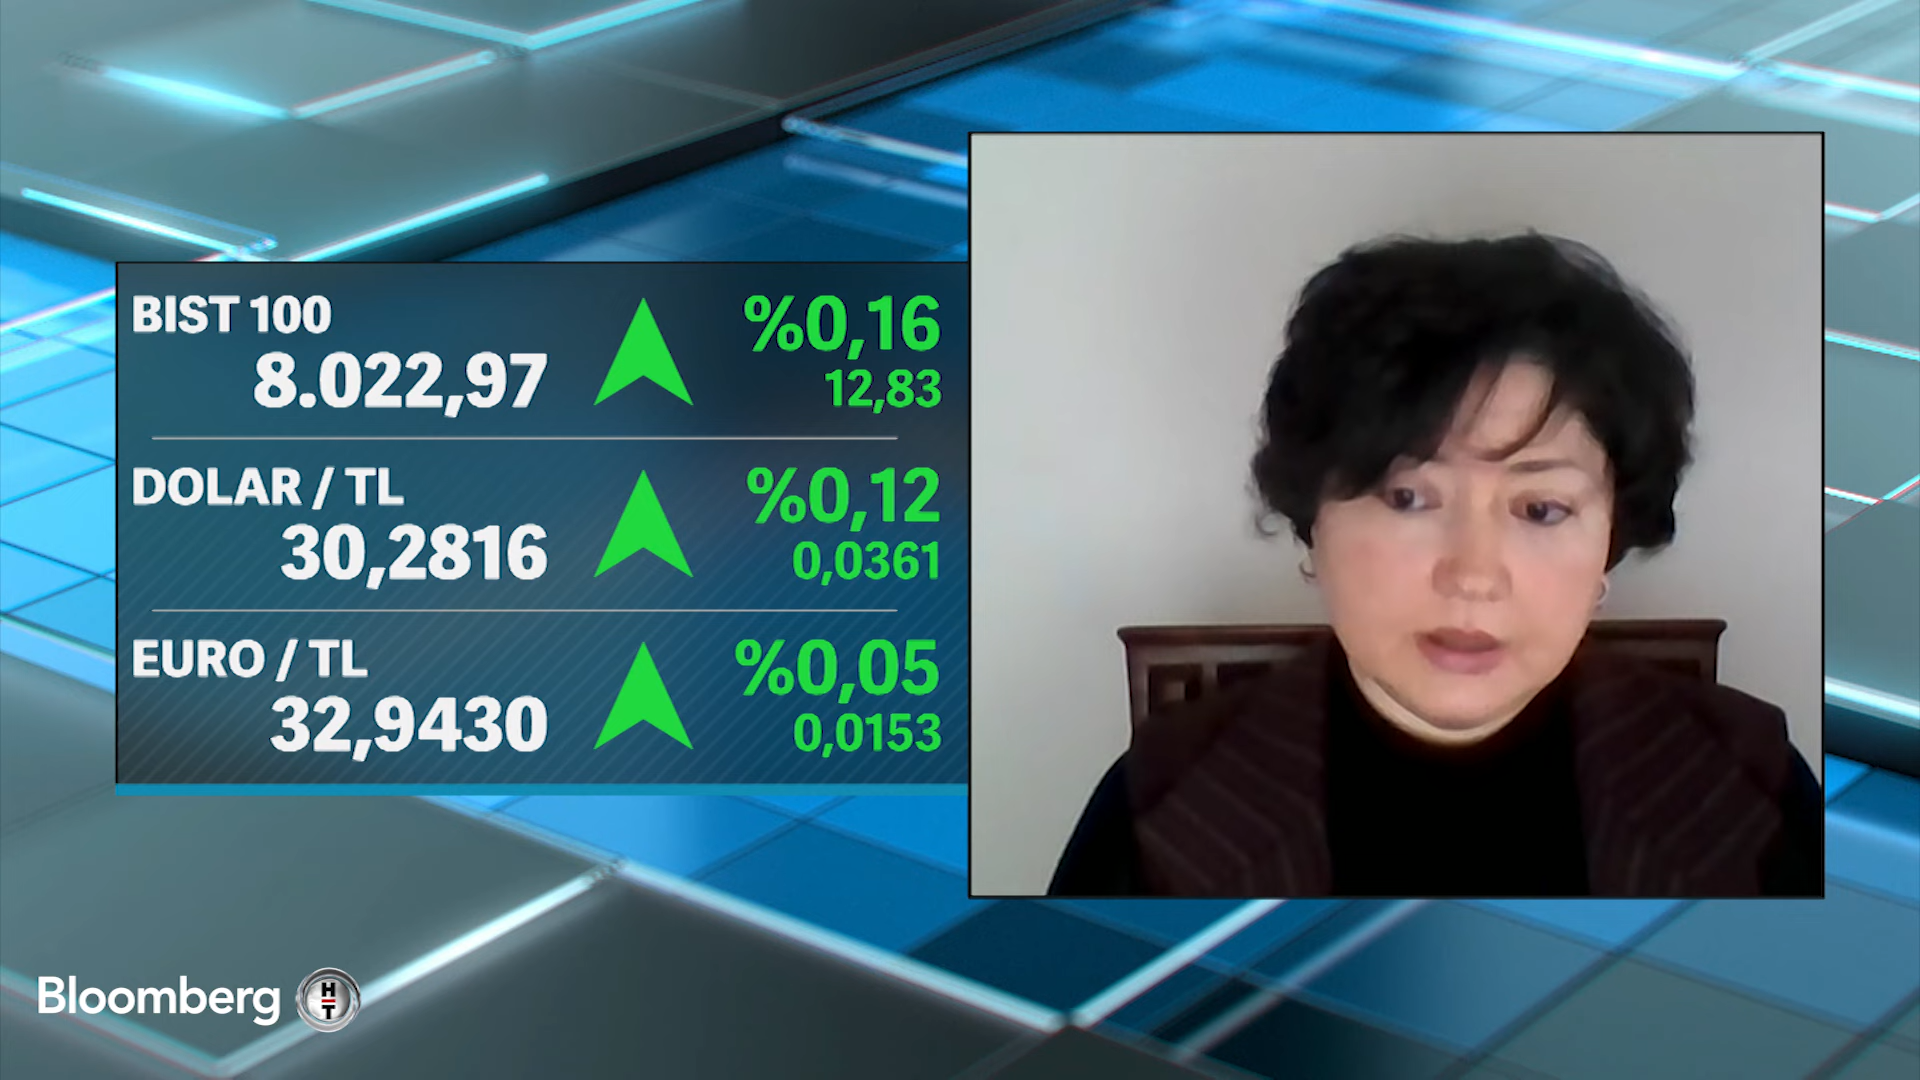 BIST 100
8.022,97
%0,16
12,83
DOLAR / TL
30,2816
%0,12
0,0361
EURO / TL
32,9430
%0,05
0,0153
Bloomberg HT